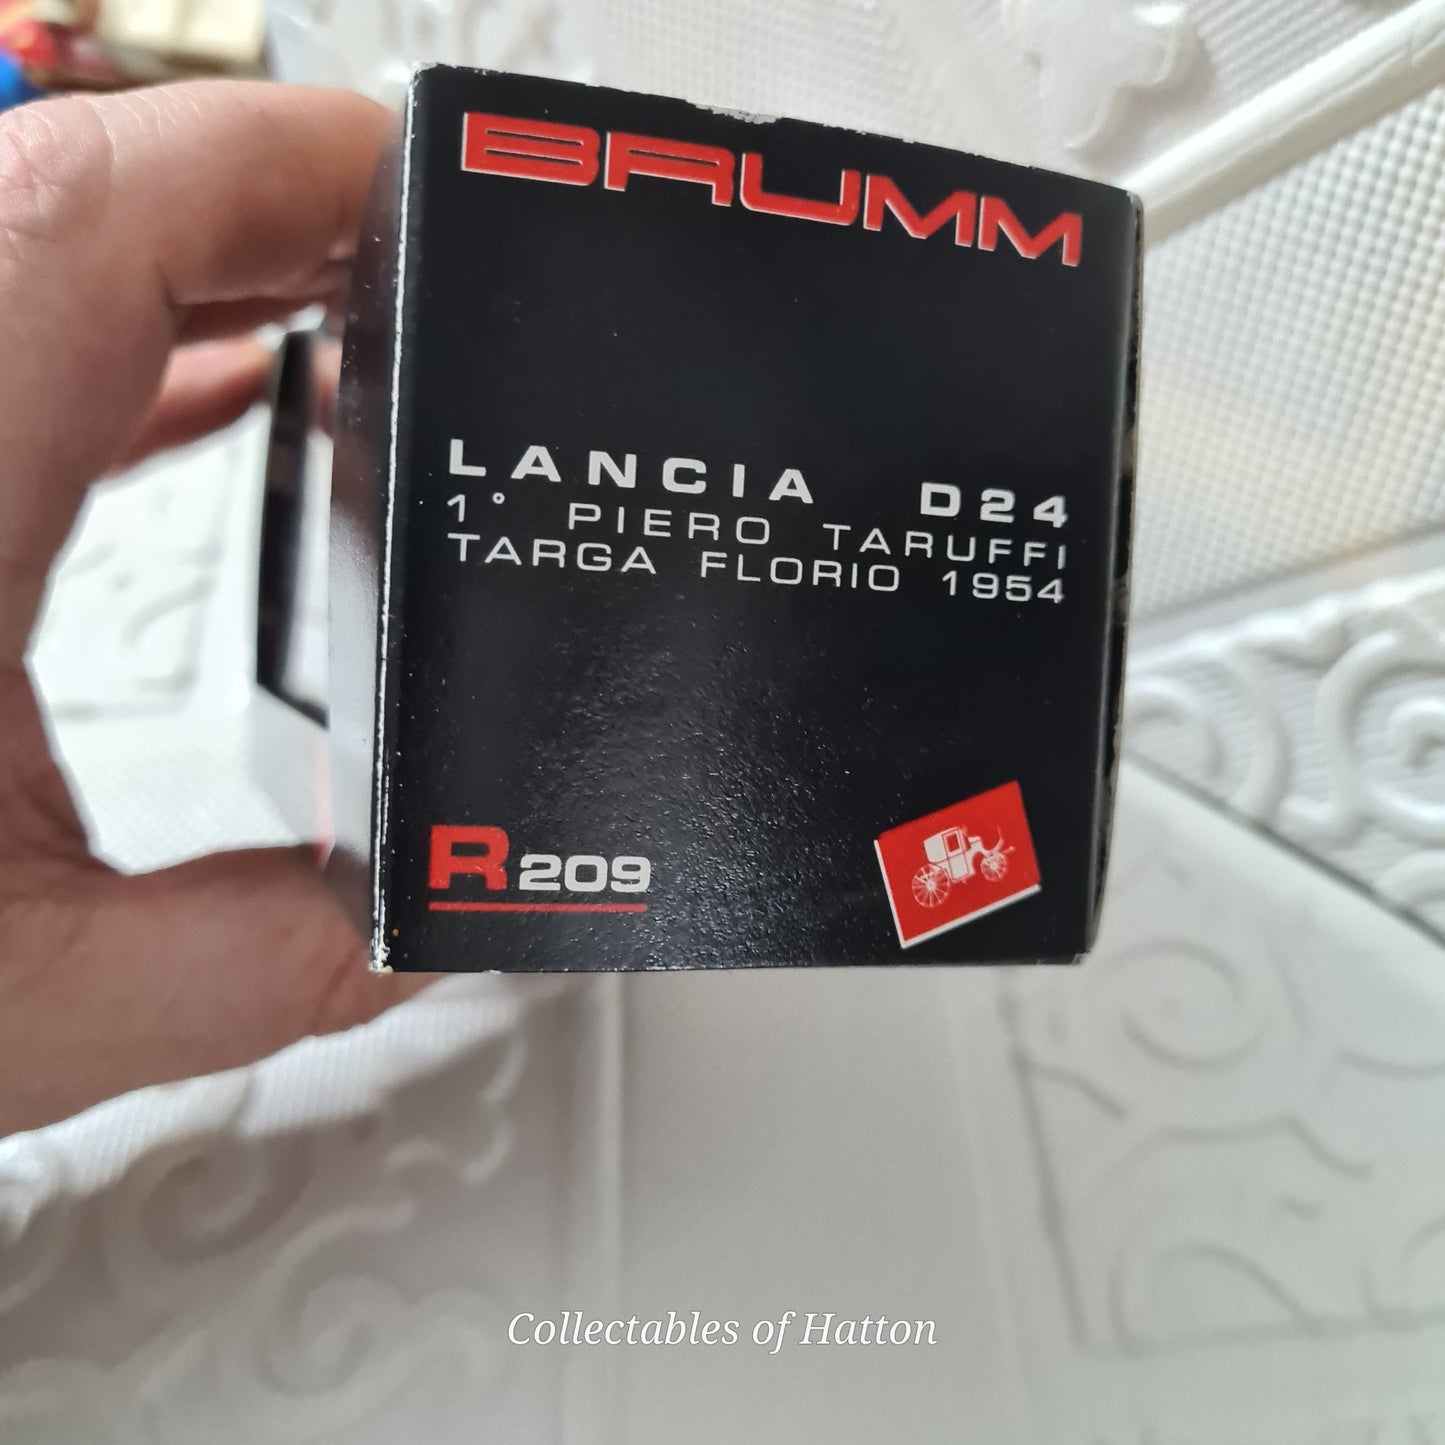 BRUMM
LANCIA D24
1° PIERO TARUFFI
TARGA FLORIO 1954
R209
Collectables of Hatton